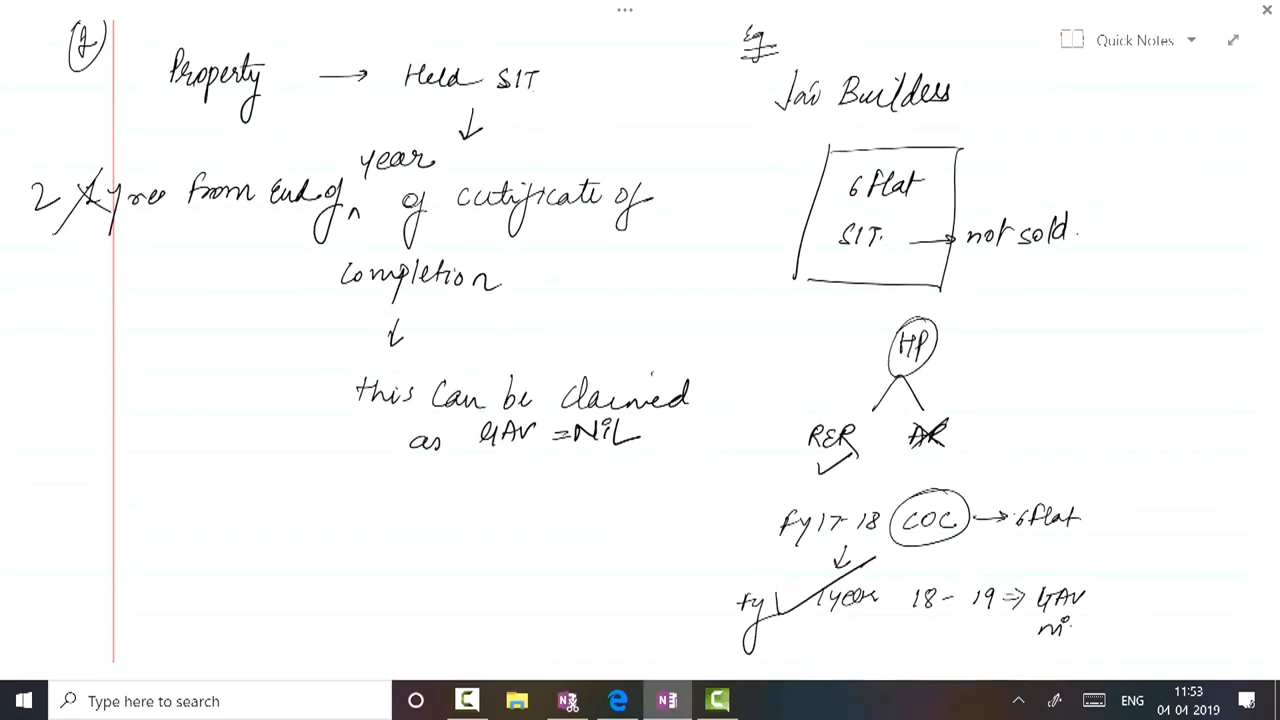 Quick Notes
Property → Held SIT
↓
year
2 yrs from End of ^ of certificate of
completion
↓
this can be claimed
as GAV = NiL
Eg
Jai Builders
6 flat
SIT. → not sold.
HP
RER AR
✓
fy 17-18 COC → 6 flat
↓
fy 1 year 18 - 19 ⇒ GAV
Type here to search
ENG
11:53
04-04-2019